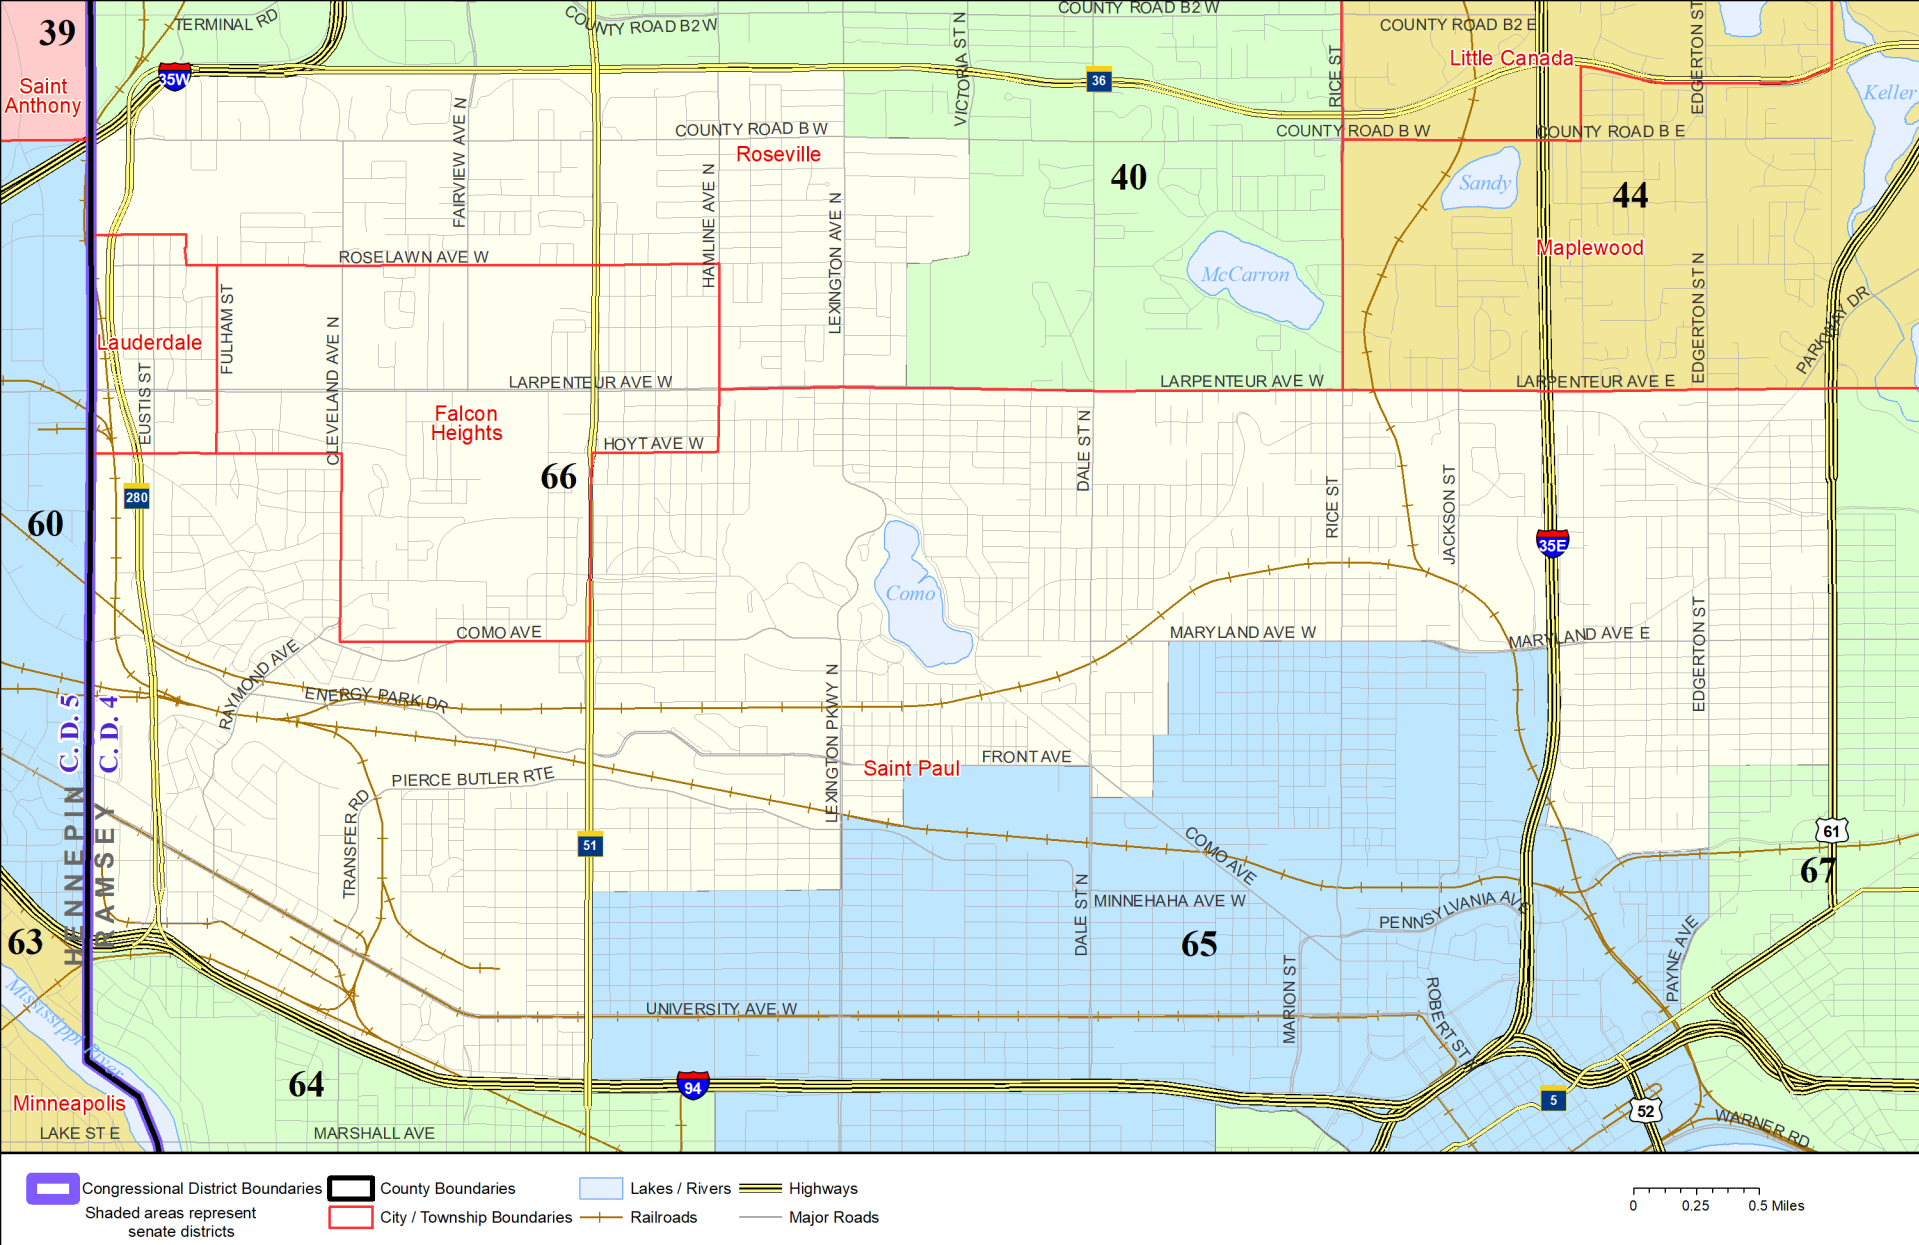 39
TERMINAL RD
COUNTY ROAD B2 W
COUNTY ROAD B2 W
COUNTY ROAD B2 E
EDGERTON ST
Saint
Anthony
35W
VICTORIA ST N
36
RICE ST
Little Canada
Keller
FAIRVIEW AVE N
COUNTY ROAD B W
Roseville
COUNTY ROAD B W
COUNTY ROAD B E
40
Sandy
44
HAMLINE AVE N
LEXINGTON AVE N
Maplewood
ROSELAWN AVE W
McCarron
EDGERTON ST N
PARKWAY DR
Lauderdale
FULHAM ST
CLEVELAND AVE N
EUSTIS ST
LARPENTEUR AVE W
LARPENTEUR AVE W
LARPENTEUR AVE E
Falcon
Heights
HOYT AVE W
DALE ST N
66
280
60
RICE ST
JACKSON ST
35E
Como
COMO AVE
MARYLAND AVE W
MARYLAND AVE E
EDGERTON ST
RAYMOND AVE
ENERGY PARK DR
LEXINGTON PKWY N
C. D. 5
C. D. 4
FRONT AVE
Saint Paul
PIERCE BUTLER RTE
TRANSFER RD
HENNEPIN
RAMSEY
51
COMO AVE
61
67
DALE ST N
MINNEHAHA AVE W
PENNSYLVANIA AVE
63
65
PAYNE AVE
MARION ST
ROBERT ST
UNIVERSITY AVE W
Mississippi River
64
94
Minneapolis
5
52
WARNER RD
LAKE ST E
MARSHALL AVE
Congressional District Boundaries
County Boundaries
Lakes / Rivers
Highways
Shaded areas represent
senate districts
City / Township Boundaries
Railroads
Major Roads
0 0.25 0.5 Miles